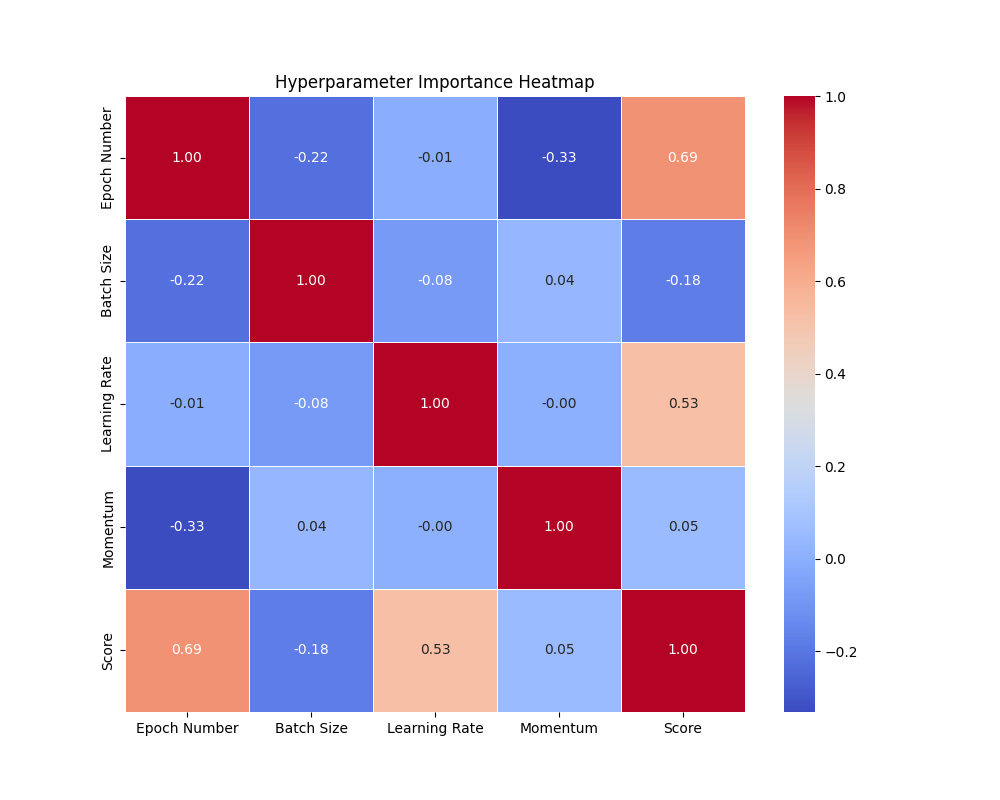 Hyperparameter Importance Heatmap
Epoch Number 1.00 -0.22 -0.01 -0.33 0.69
Batch Size -0.22 1.00 -0.08 0.04 -0.18
Learning Rate -0.01 -0.08 1.00 -0.00 0.53
Momentum -0.33 0.04 -0.00 1.00 0.05
Score 0.69 -0.18 0.53 0.05 1.00
Epoch Number Batch Size Learning Rate Momentum Score
1.0
0.8
0.6
0.4
0.2
0.0
−0.2